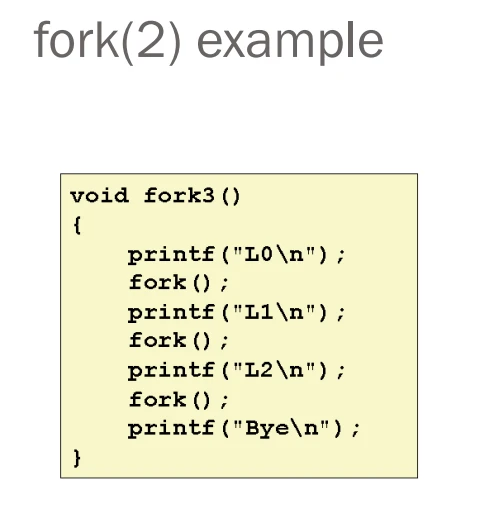 fork(2) example
void fork3()
{
    printf("L0\n");
    fork();
    printf("L1\n");
    fork();
    printf("L2\n");
    fork();
    printf("Bye\n");
}